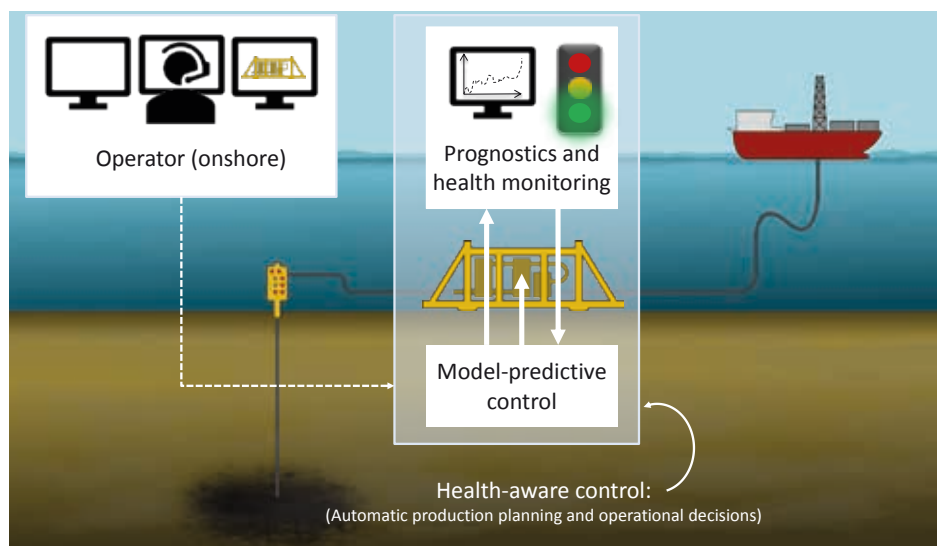 Operator (onshore)
Prognostics and
health monitoring
Model-predictive
control
Health-aware control:
(Automatic production planning and operational decisions)